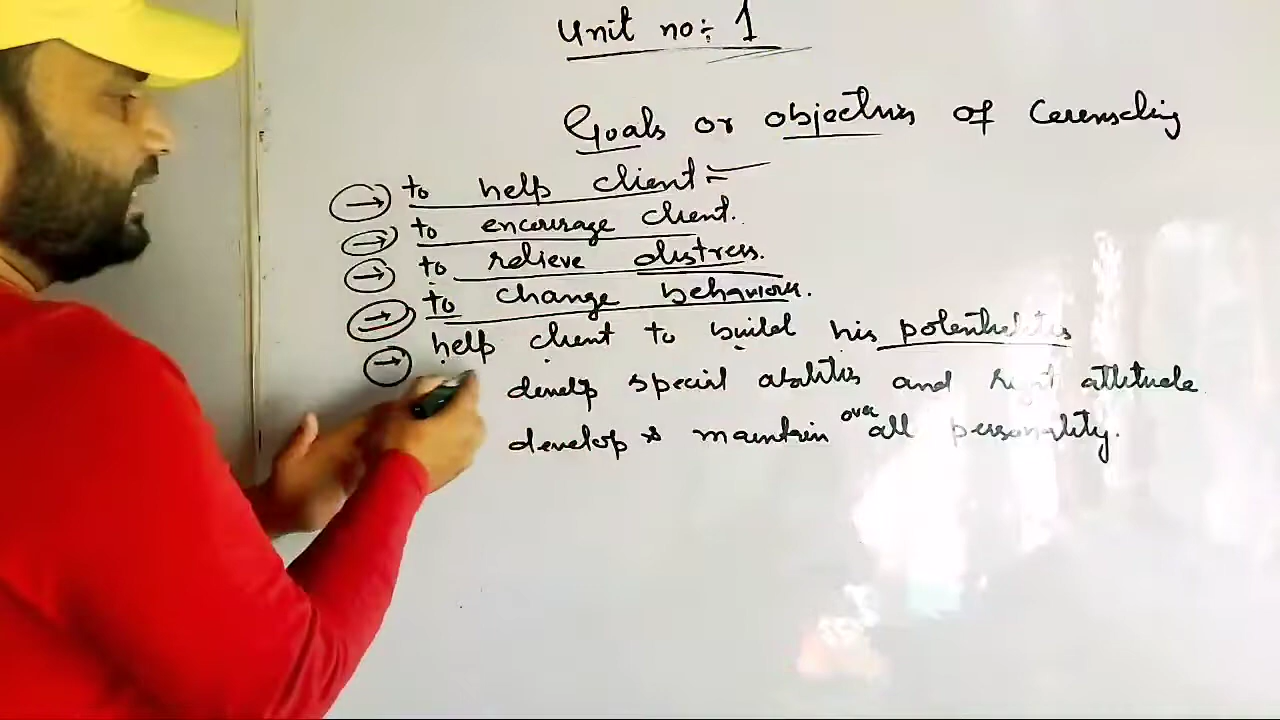 Unit no:- 1
Goals or objectives of Counseling
→ to help client =
→ to encourage client.
→ to relieve distress.
→ to change behaviour.
→ help client to build his potentialities
develop special abilities and right attitude
develop & maintain over all personality.